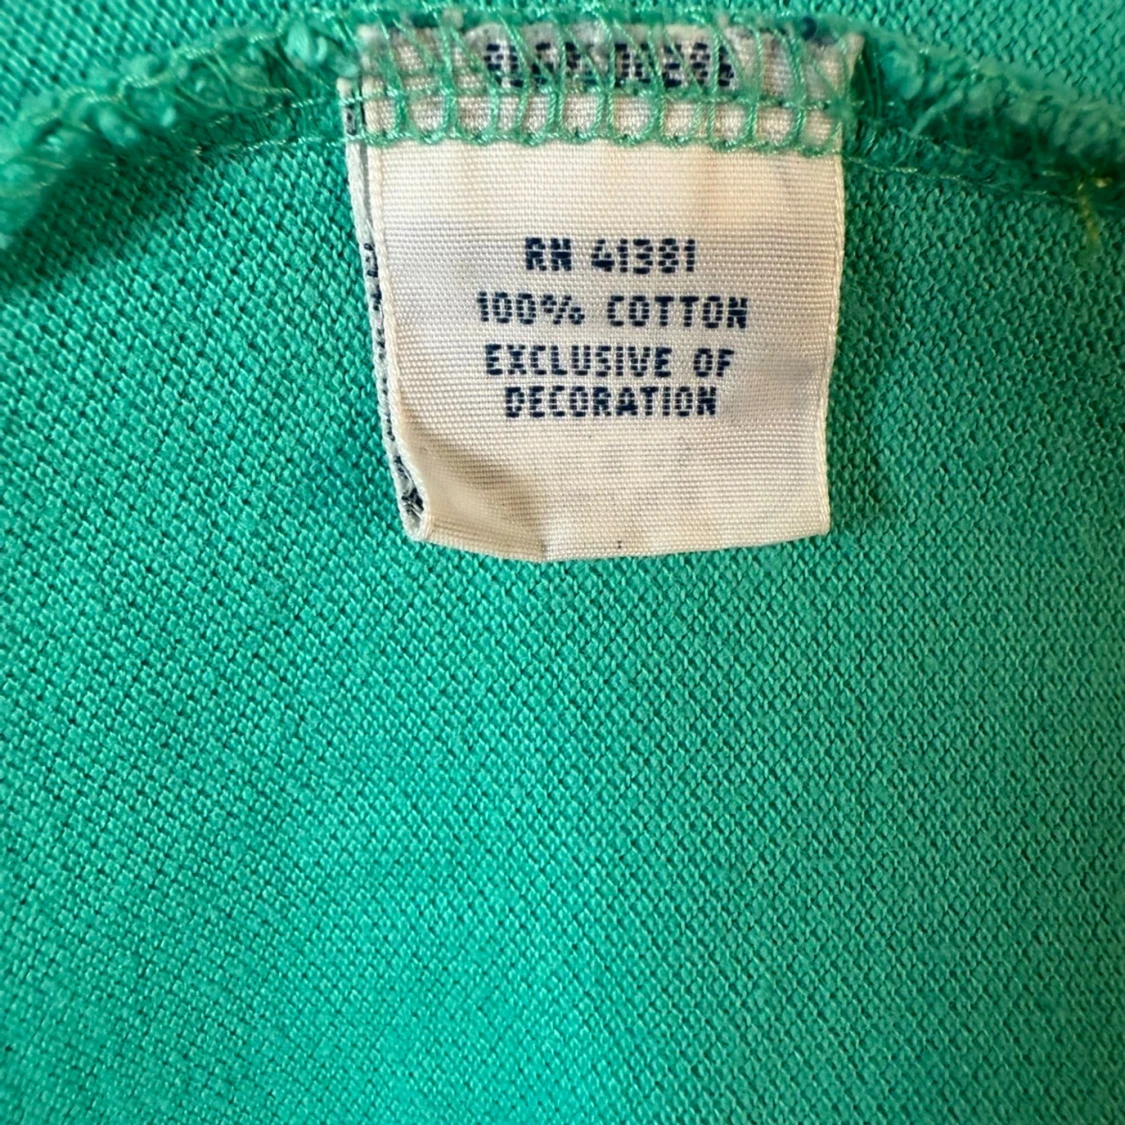 RN 41381
100% COTTON
EXCLUSIVE OF
DECORATION